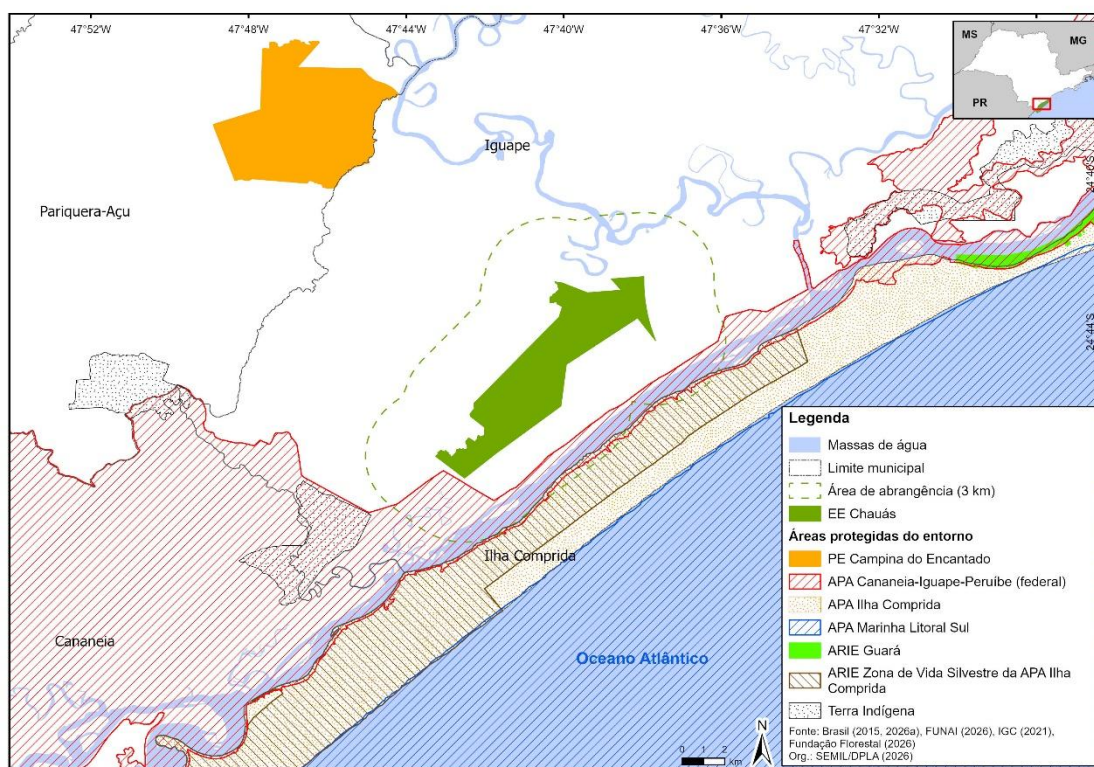 47°52'W
47°48'W
47°44'W
47°40'W
47°36'W
47°32'W
MS
MG
PR
24°40'S
24°44'S
Iguape
Pariquera-Açu
Ilha Comprida
Cananeia
Oceano Atlântico
N
0 1 2
km
Legenda
Massas de água
Limite municipal
Área de abrangência (3 km)
EE Chauás
Áreas protegidas do entorno
PE Campina do Encantado
APA Cananeia-Iguape-Peruíbe (federal)
APA Ilha Comprida
APA Marinha Litoral Sul
ARIE Guará
ARIE Zona de Vida Silvestre da APA Ilha
Comprida
Terra Indígena
Fonte: Brasil (2015, 2026a), FUNAI (2026), IGC (2021),
Fundação Florestal (2026)
Org.: SEMIL/DPLA (2026)